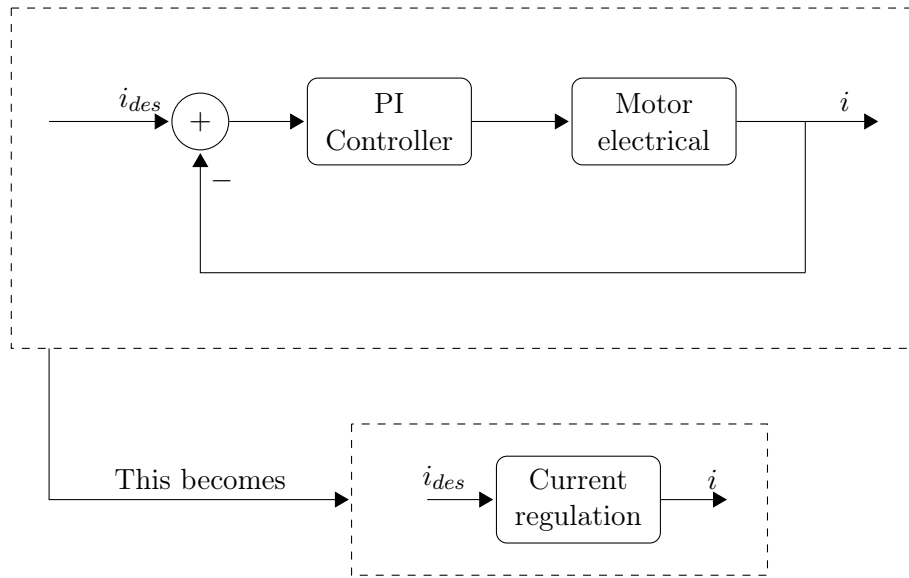 i_des
+
PI
Controller
Motor
electrical
i
−
This becomes
i_des
Current
regulation
i